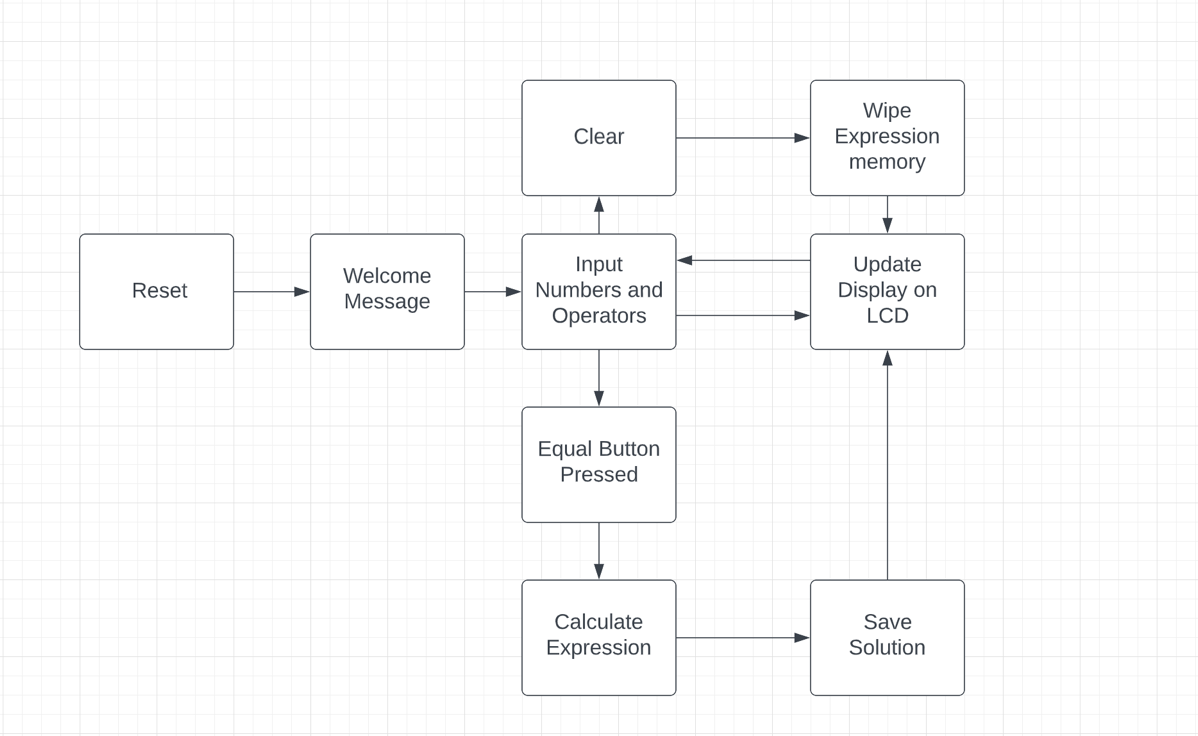 Clear
Wipe
Expression
memory
Reset
Welcome
Message
Input
Numbers and
Operators
Update
Display on
LCD
Equal Button
Pressed
Calculate
Expression
Save
Solution